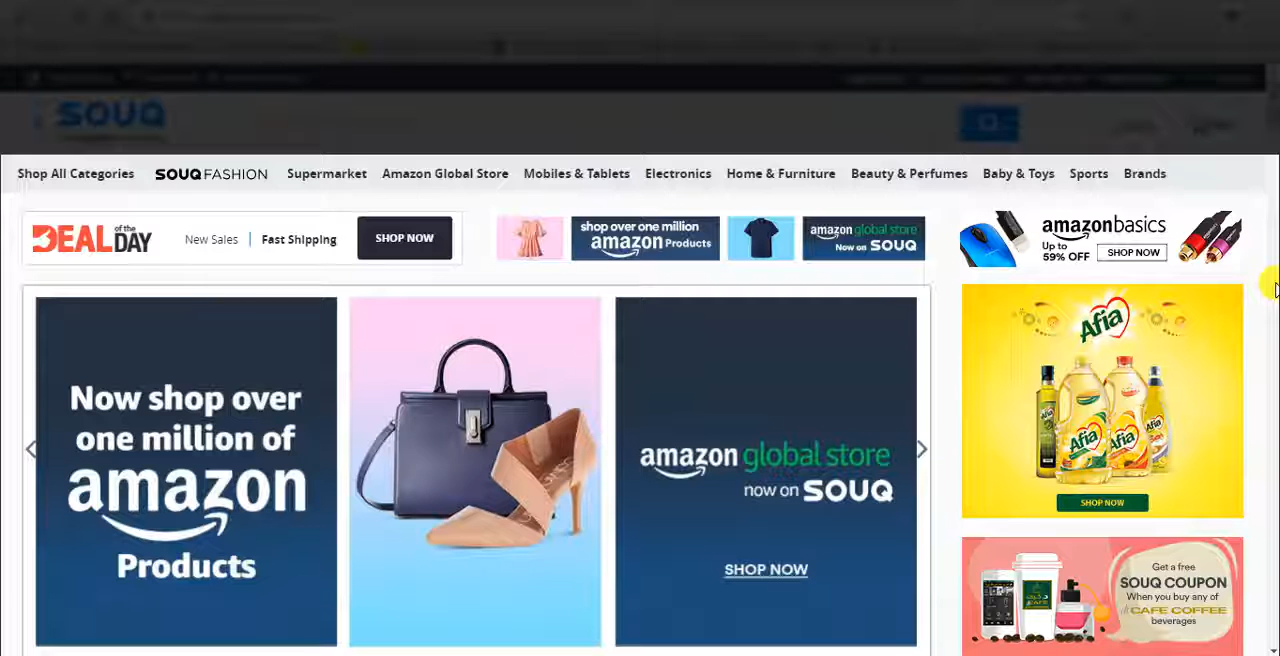 SOUQ
Shop All Categories
SOUQ FASHION
Supermarket
Amazon Global Store
Mobiles & Tablets
Electronics
Home & Furniture
Beauty & Perfumes
Baby & Toys
Sports
Brands
DEAL of the DAY
New Sales | Fast Shipping
SHOP NOW
shop over one million
amazon Products
amazon global store
Now on SOUQ
amazonbasics
Up to
59% OFF
SHOP NOW
Now shop over
one million of
amazon
Products
amazon global store
now on SOUQ
SHOP NOW
Afia
Afia
Afia
SHOP NOW
Get a free
SOUQ COUPON
When you buy any of
CAFE COFFEE
beverages